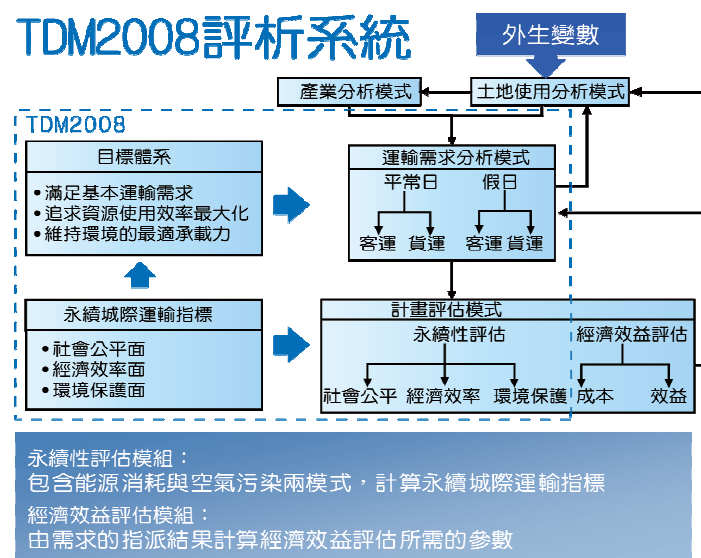 TDM2008評析系統
外生變數
產業分析模式
土地使用分析模式
TDM2008
目標體系
•滿足基本運輸需求
•追求資源使用效率最大化
•維持環境的最適承載力
運輸需求分析模式
平常日 假日
客運 貨運 客運 貨運
永續城際運輸指標
•社會公平面
•經濟效率面
•環境保護面
計畫評估模式
永續性評估 經濟效益評估
社會公平 經濟效率 環境保護 成本 效益
永續性評估模組：
包含能源消耗與空氣污染兩模式，計算永續城際運輸指標
經濟效益評估模組：
由需求的指派結果計算經濟效益評估所需的參數